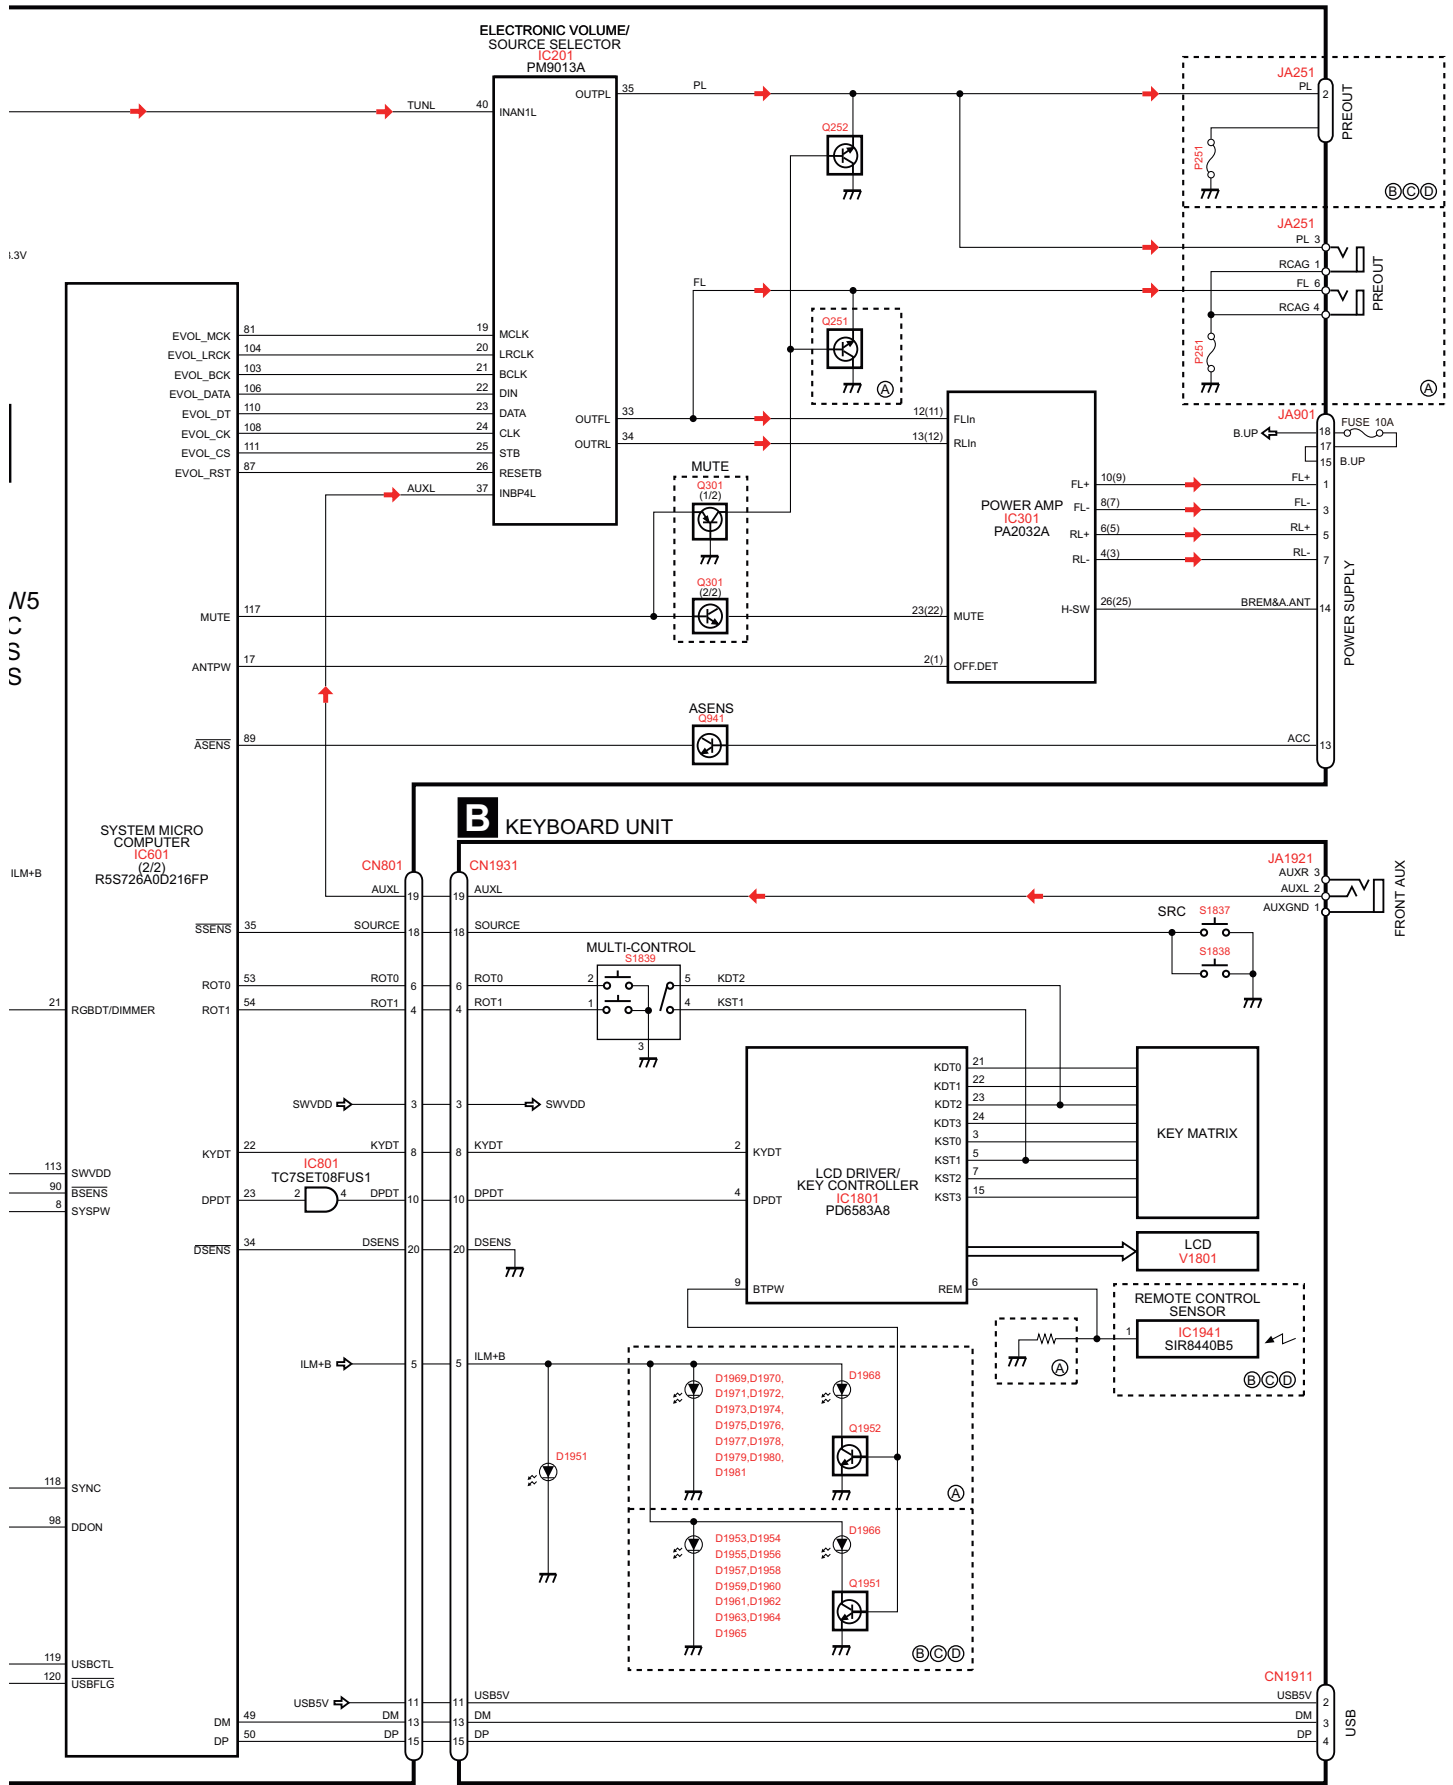 ELECTRONIC VOLUME/
SOURCE SELECTOR
IC201
PM9013A
TUNL 40 INAN1L
OUTPL 35 PL
JA251
PL 2
PREOUT
Q252
P251
B C D
JA251
PL 3
RCAG 1
FL 6
RCAG 4
PREOUT
P251
A
FL
Q251
A
EVOL_MCK 81 19 MCLK
EVOL_LRCK 104 20 LRCLK
EVOL_BCK 103 21 BCLK
EVOL_DATA 106 22 DIN
EVOL_DT 110 23 DATA
EVOL_CK 108 24 CLK
EVOL_CS 111 25 STB
EVOL_RST 87 26 RESETB
AUXL 37 INBP4L
OUTFL 33 12(11) FLIn
OUTRL 34 13(12) RLIn
JA901
B.UP 18 FUSE 10A
17
15 B.UP
MUTE
Q301
(1/2)
Q301
(2/2)
POWER AMP
IC301
PA2032A
FL+ 10(9) FL+ 1
FL- 8(7) FL- 3
RL+ 6(5) RL+ 5
RL- 4(3) RL- 7
H-SW 26(25) BREM&A.ANT 14
POWER SUPPLY
MUTE 117 23(22) MUTE
ANTPW 17 2(1) OFF.DET
ASENS
Q941
ASENS 89 ACC 13
B KEYBOARD UNIT
SYSTEM MICRO
COMPUTER
IC601
(2/2)
R5S726A0D216FP
ILM+B
CN801 CN1931
JA1921
AUXR 3
AUXL 2
AUXGND 1
FRONT AUX
AUXL 19 19 AUXL
SSENS 35 SOURCE 18 18 SOURCE
SRC S1837
S1838
MULTI-CONTROL
S1839
ROT0 53 ROT0 6 6 ROT0 2 5 KDT2
ROT1 54 ROT1 4 4 ROT1 1 4 KST1
3
21 RGBDT/DIMMER
SWVDD 3 3 SWVDD
KYDT 22 KYDT 8 8 KYDT 2 KYDT
IC801
TC7SET08FUS1
DPDT 23 2 4 DPDT 10 10 DPDT 4 DPDT
DSENS 34 DSENS 20 20 DSENS
113 SWVDD
90 BSENS
8 SYSPW
LCD DRIVER/
KEY CONTROLLER
IC1801
PD6583A8
KDT0 21
KDT1 22
KDT2 23
KDT3 24
KST0 3
KST1 5
KST2 7
KST3 15
KEY MATRIX
LCD
V1801
9 BTPW
REM 6
REMOTE CONTROL
SENSOR
1 IC1941
SIR8440B5
B C D
A
ILM+B 5 5 ILM+B
D1951
D1969,D1970,
D1971,D1972,
D1973,D1974,
D1975,D1976,
D1977,D1978,
D1979,D1980,
D1981
D1968
Q1952
A
D1953,D1954
D1955,D1956
D1957,D1958
D1959,D1960
D1961,D1962
D1963,D1964
D1965
D1966
Q1951
B C D
118 SYNC
98 DDON
119 USBCTL
120 USBFLG
CN1911
USB5V 11 11 USB5V USB5V 2
DM 49 DM 13 13 DM DM 3
DP 50 DP 15 15 DP DP 4
USB